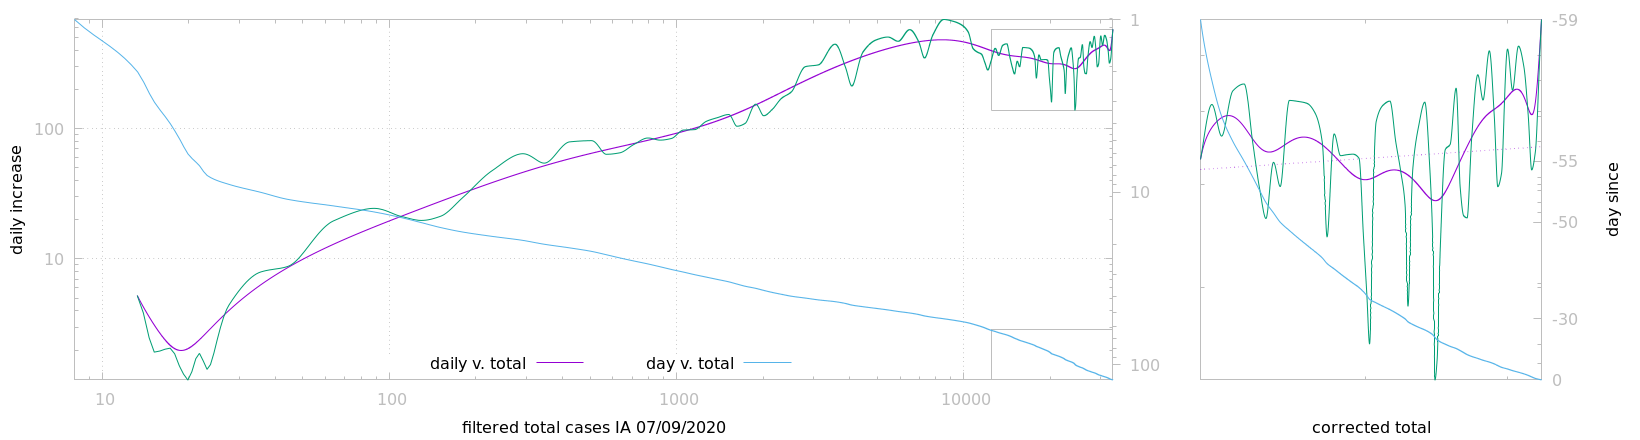 daily increase
100
10
daily v. total
day v. total
10
100
1000
10000
filtered total cases IA 07/09/2020
1
10
100
-59
-55
-50
-30
0
day since
corrected total